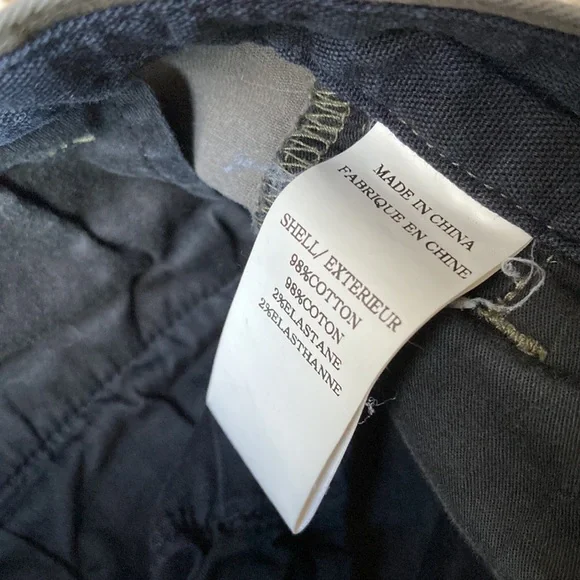 MADE IN CHINA
FABRIQUE EN CHINE
SHELL/ EXTERIEUR
98%COTTON
98%COTON
2%ELASTANE
2%ELASTHANNE